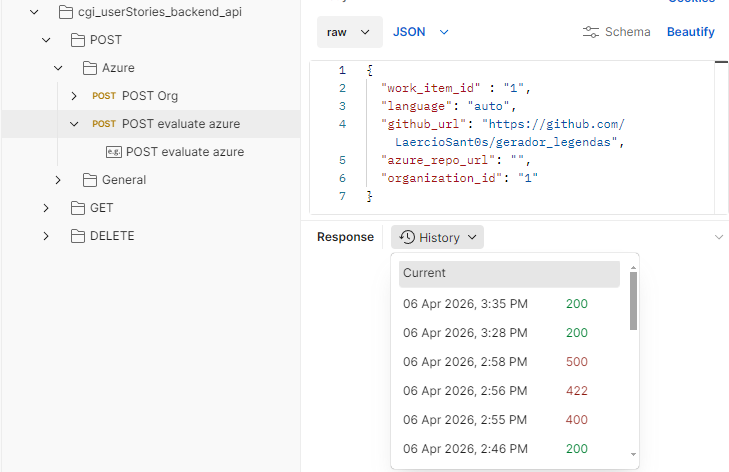 cgi_userStories_backend_api
POST
Azure
POST POST Org
POST POST evaluate azure
e.g. POST evaluate azure
General
GET
DELETE
raw JSON Schema Beautify
1 {
2 "work_item_id" : "1",
3 "language": "auto",
4 "github_url": "https://github.com/
LaercioSant0s/gerador_legendas",
5 "azure_repo_url": "",
6 "organization_id": "1"
7 }
Response History
Current
06 Apr 2026, 3:35 PM 200
06 Apr 2026, 3:28 PM 200
06 Apr 2026, 2:58 PM 500
06 Apr 2026, 2:56 PM 422
06 Apr 2026, 2:55 PM 400
06 Apr 2026, 2:46 PM 200